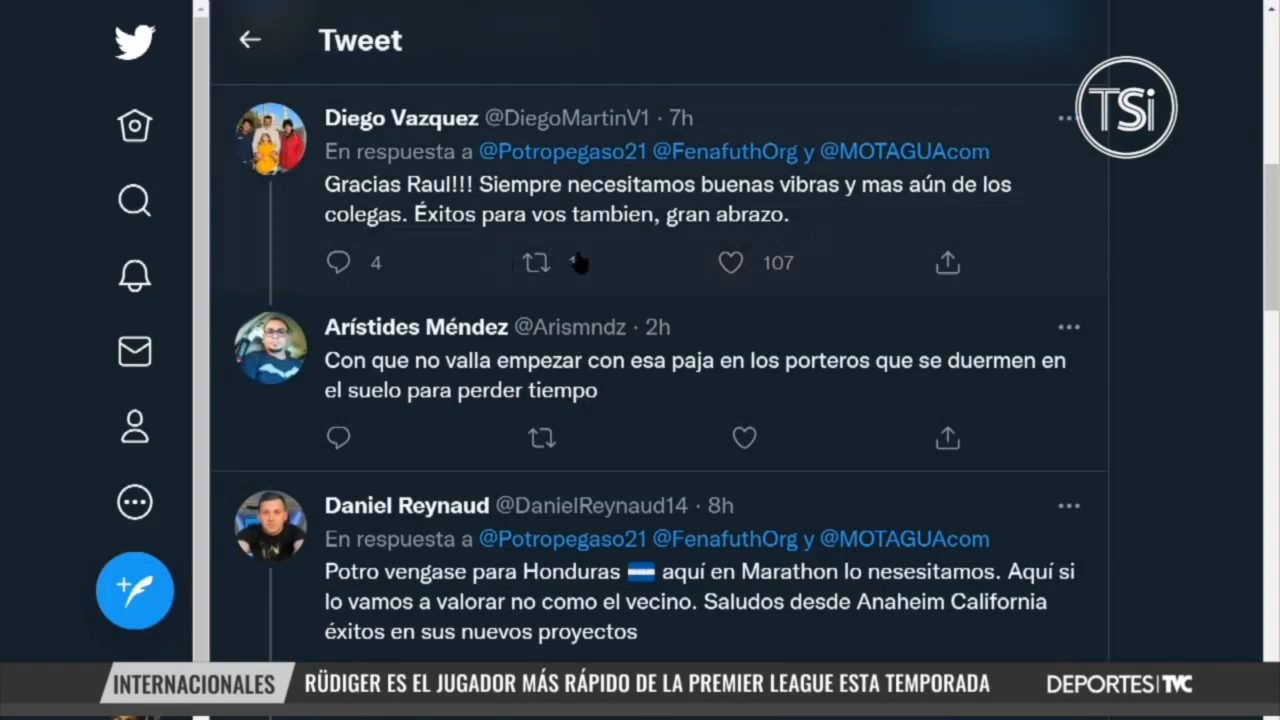 Tweet
TSi
Diego Vazquez @DiegoMartinV1 · 7h
En respuesta a @Potropegaso21 @FenafuthOrg y @MOTAGUAcom
Gracias Raul!!! Siempre necesitamos buenas vibras y mas aún de los
colegas. Éxitos para vos tambien, gran abrazo.
4 107
Arístides Méndez @Arismndz · 2h
Con que no valla empezar con esa paja en los porteros que se duermen en
el suelo para perder tiempo
Daniel Reynaud @DanielReynaud14 · 8h
En respuesta a @Potropegaso21 @FenafuthOrg y @MOTAGUAcom
Potro vengase para Honduras 🇭🇳 aquí en Marathon lo nesesitamos. Aquí si
lo vamos a valorar no como el vecino. Saludos desde Anaheim California
éxitos en sus nuevos proyectos
INTERNACIONALES RÜDIGER ES EL JUGADOR MÁS RÁPIDO DE LA PREMIER LEAGUE ESTA TEMPORADA DEPORTES TVC